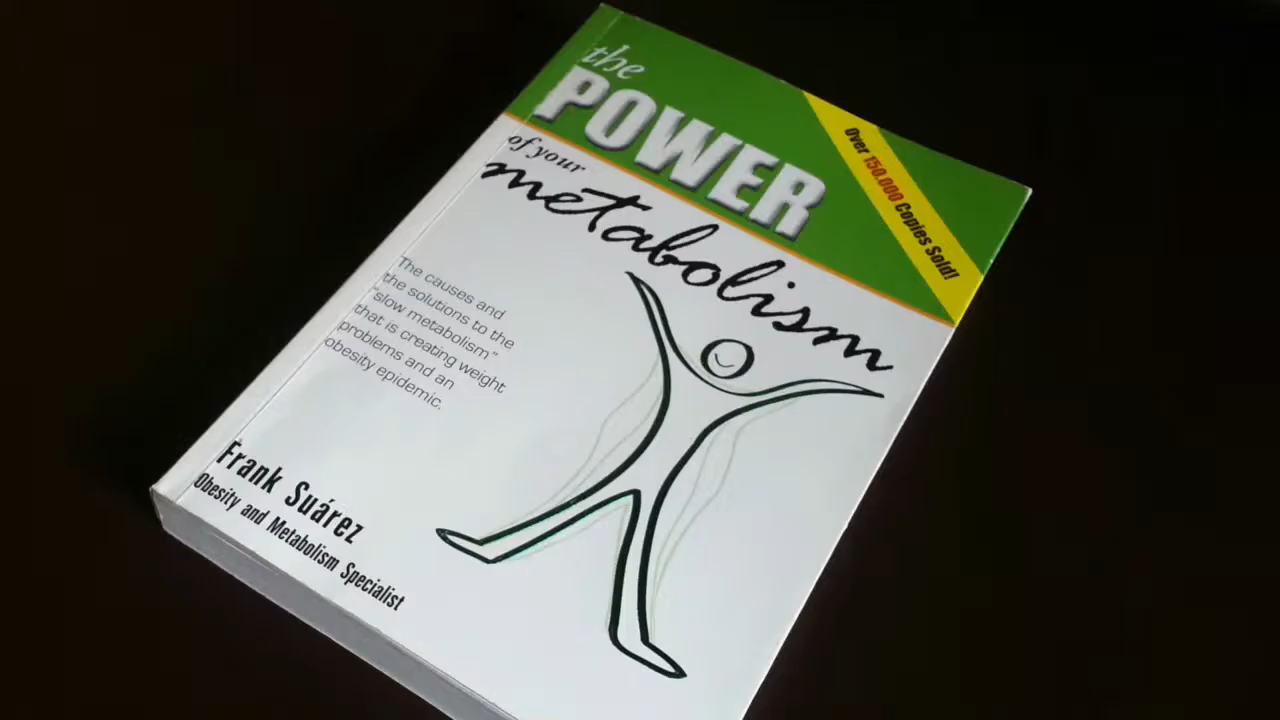 the
POWER
of your
metabolism
Over 150,000 Copies Sold!
The causes and
the solutions to the
"slow metabolism"
that is creating weight
problems and an
obesity epidemic.
Frank Suárez
Obesity and Metabolism Specialist